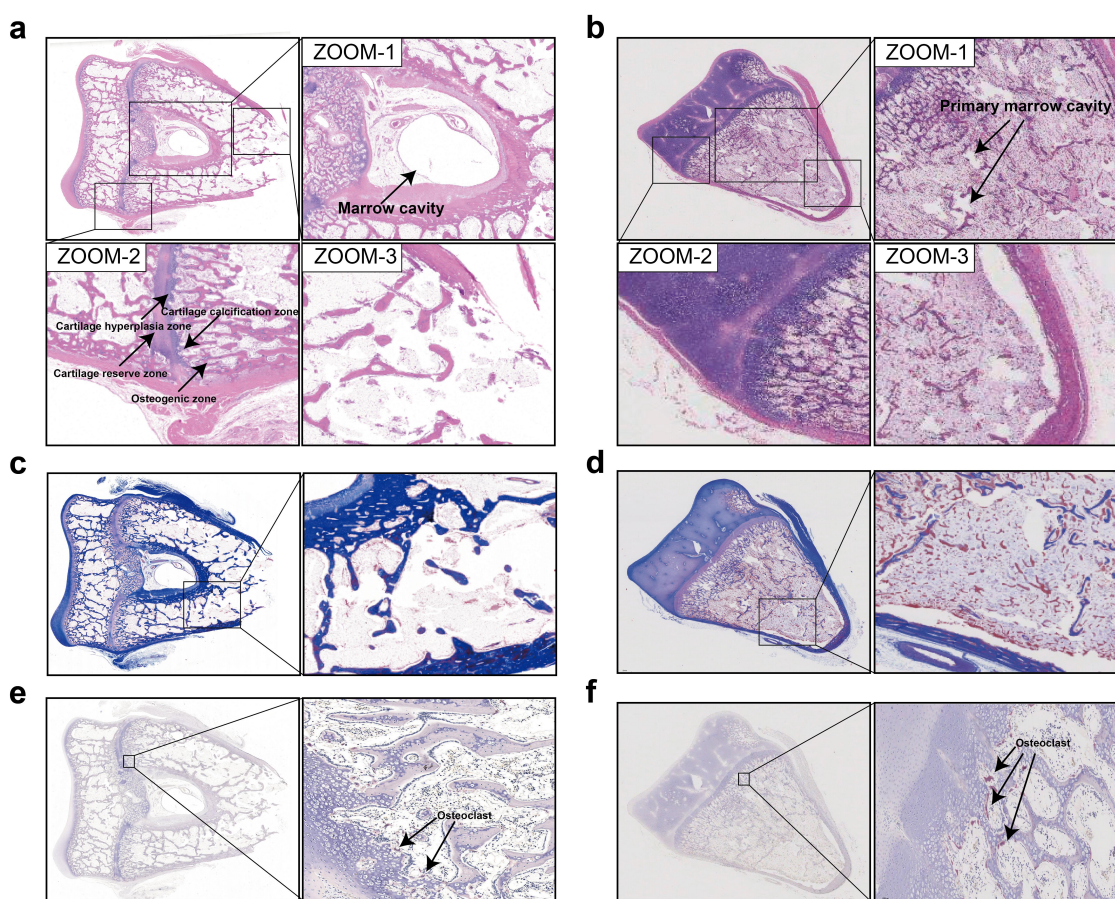 a
ZOOM-1
Marrow cavity
ZOOM-2
Cartilage hyperplasia zone
Cartilage calcification zone
Cartilage reserve zone
Osteogenic zone
ZOOM-3
b
ZOOM-1
Primary marrow cavity
ZOOM-2
ZOOM-3
c
d
e
Osteoclast
f
Osteoclast